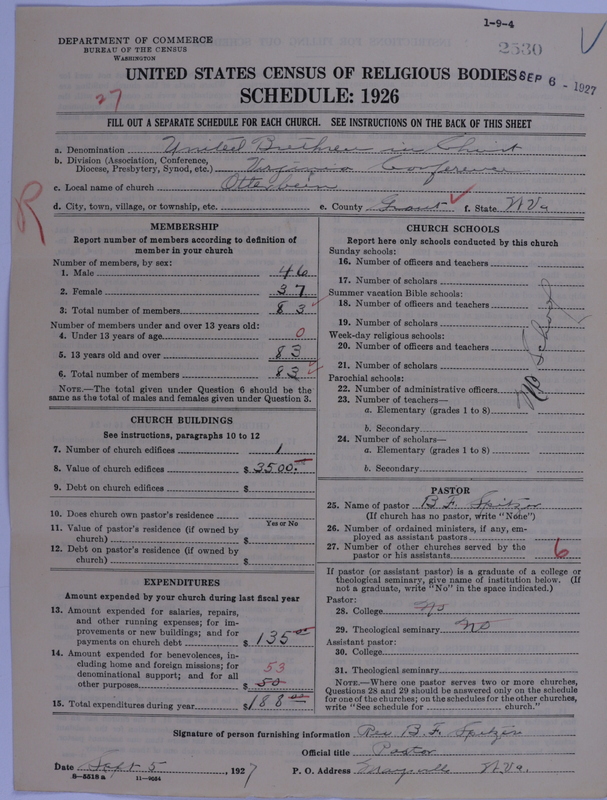 1-9-4
2530
DEPARTMENT OF COMMERCE
BUREAU OF THE CENSUS
WASHINGTON
UNITED STATES CENSUS OF RELIGIOUS BODIES
SEP 6 - 1927
27
SCHEDULE: 1926
FILL OUT A SEPARATE SCHEDULE FOR EACH CHURCH. SEE INSTRUCTIONS ON THE BACK OF THIS SHEET
a. Denomination United Brethren in Christ
b. Division (Association, Conference, Diocese, Presbytery, Synod, etc.) Virginia Conference
c. Local name of church Otterbein
d. City, town, village, or township, etc. e. County Grant f. State W Va
R
MEMBERSHIP
Report number of members according to definition of
member in your church
Number of members, by sex:
1. Male 46
2. Female 37
3. Total number of members 83
Number of members under and over 13 years old:
4. Under 13 years of age 0
5. 13 years old and over 83
6. Total number of members 83
NOTE.—The total given under Question 6 should be the
same as the total of males and females given under Question 3.
CHURCH BUILDINGS
See instructions, paragraphs 10 to 12
7. Number of church edifices 1
8. Value of church edifices $ 3500.
9. Debt on church edifices $
10. Does church own pastor's residence
Yes or No
11. Value of pastor's residence (if owned by
church) $
12. Debt on pastor's residence (if owned by
church) $
EXPENDITURES
Amount expended by your church during last fiscal year
13. Amount expended for salaries, repairs,
and other running expenses; for im-
provements or new buildings; and for
payments on church debt $ 135
14. Amount expended for benevolences, in-
cluding home and foreign missions; for
denominational support; and for all
other purposes 53
$ 50
15. Total expenditures during year $ 188
CHURCH SCHOOLS
Report here only schools conducted by this church
Sunday schools:
16. Number of officers and teachers
17. Number of scholars
Summer vacation Bible schools:
18. Number of officers and teachers
19. Number of scholars
Week-day religious schools:
20. Number of officers and teachers
21. Number of scholars
Parochial schools:
22. Number of administrative officers
23. Number of teachers—
a. Elementary (grades 1 to 8)
b. Secondary
24. Number of scholars—
a. Elementary (grades 1 to 8)
b. Secondary
No School
PASTOR
25. Name of pastor B F. Spitzer
(If church has no pastor, write "None")
26. Number of ordained ministers, if any, em-
ployed as assistant pastors
27. Number of other churches served by the
pastor or his assistants 6
If pastor (or assistant pastor) is a graduate of a college or
theological seminary, give name of institution below. (If
not a graduate, write "No" in the space indicated.)
Pastor:
28. College No
29. Theological seminary No
Assistant pastor:
30. College
31. Theological seminary
NOTE.—Where one pastor serves two or more churches,
Questions 28 and 29 should be answered only on the schedule
for one of the churches; on the schedules for the other churches,
write "See schedule for church."
Signature of person furnishing information Rev B. F. Spitzer
Official title Pastor
Date Sept 5, 1927 P. O. Address W Va.
8-5518a 11-9054